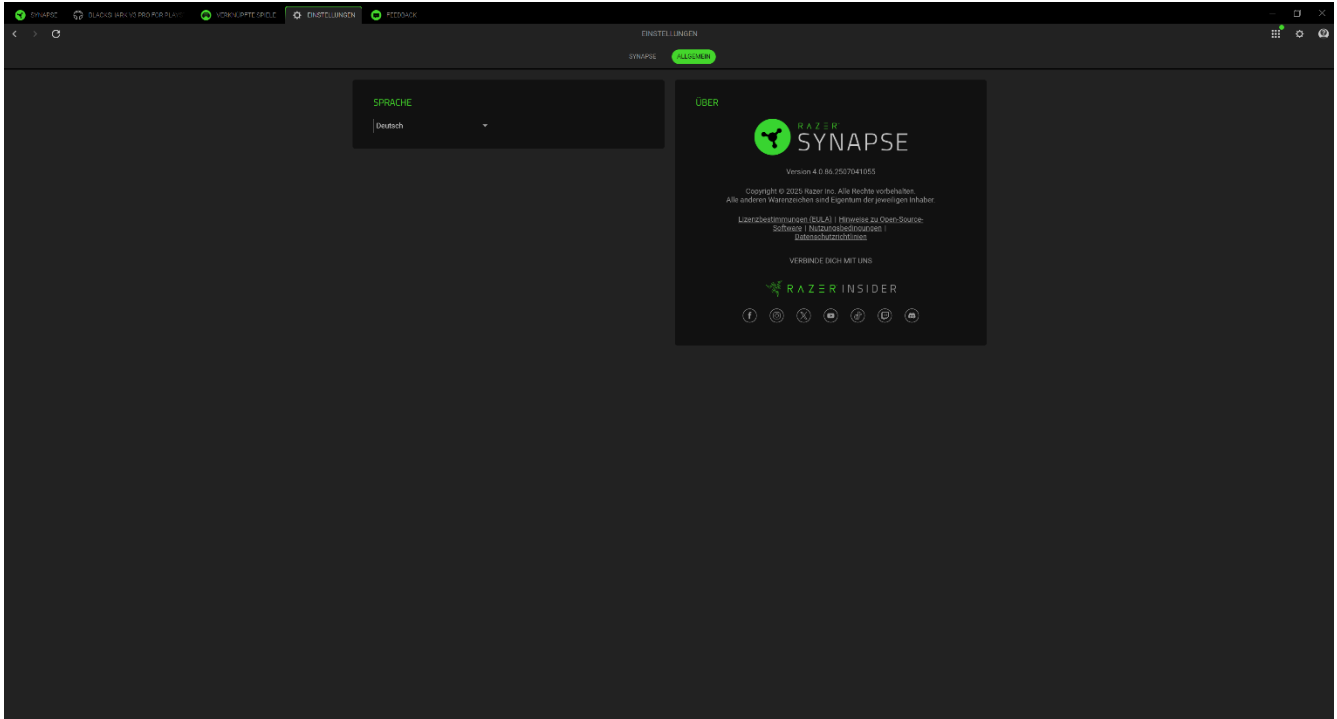 SYNAPSE
BLACKSHARK V3 PRO FOR PLAY
VERKNÜPFTE SPIELE
EINSTELLUNGEN
FEEDBACK
EINSTELLUNGEN
SYNAPSE
ALLGEMEIN
SPRACHE
Deutsch
ÜBER
RAZER
SYNAPSE
Version 4.0.86.2507041055
Copyright © 2025 Razer Inc. Alle Rechte vorbehalten.
Alle anderen Warenzeichen sind Eigentum der jeweiligen Inhaber.
Lizenzbestimmungen (EULA) | Hinweise zu Open-Source-
Software | Nutzungsbedingungen |
Datenschutzrichtlinien
VERBINDE DICH MIT UNS
RAZER INSIDER